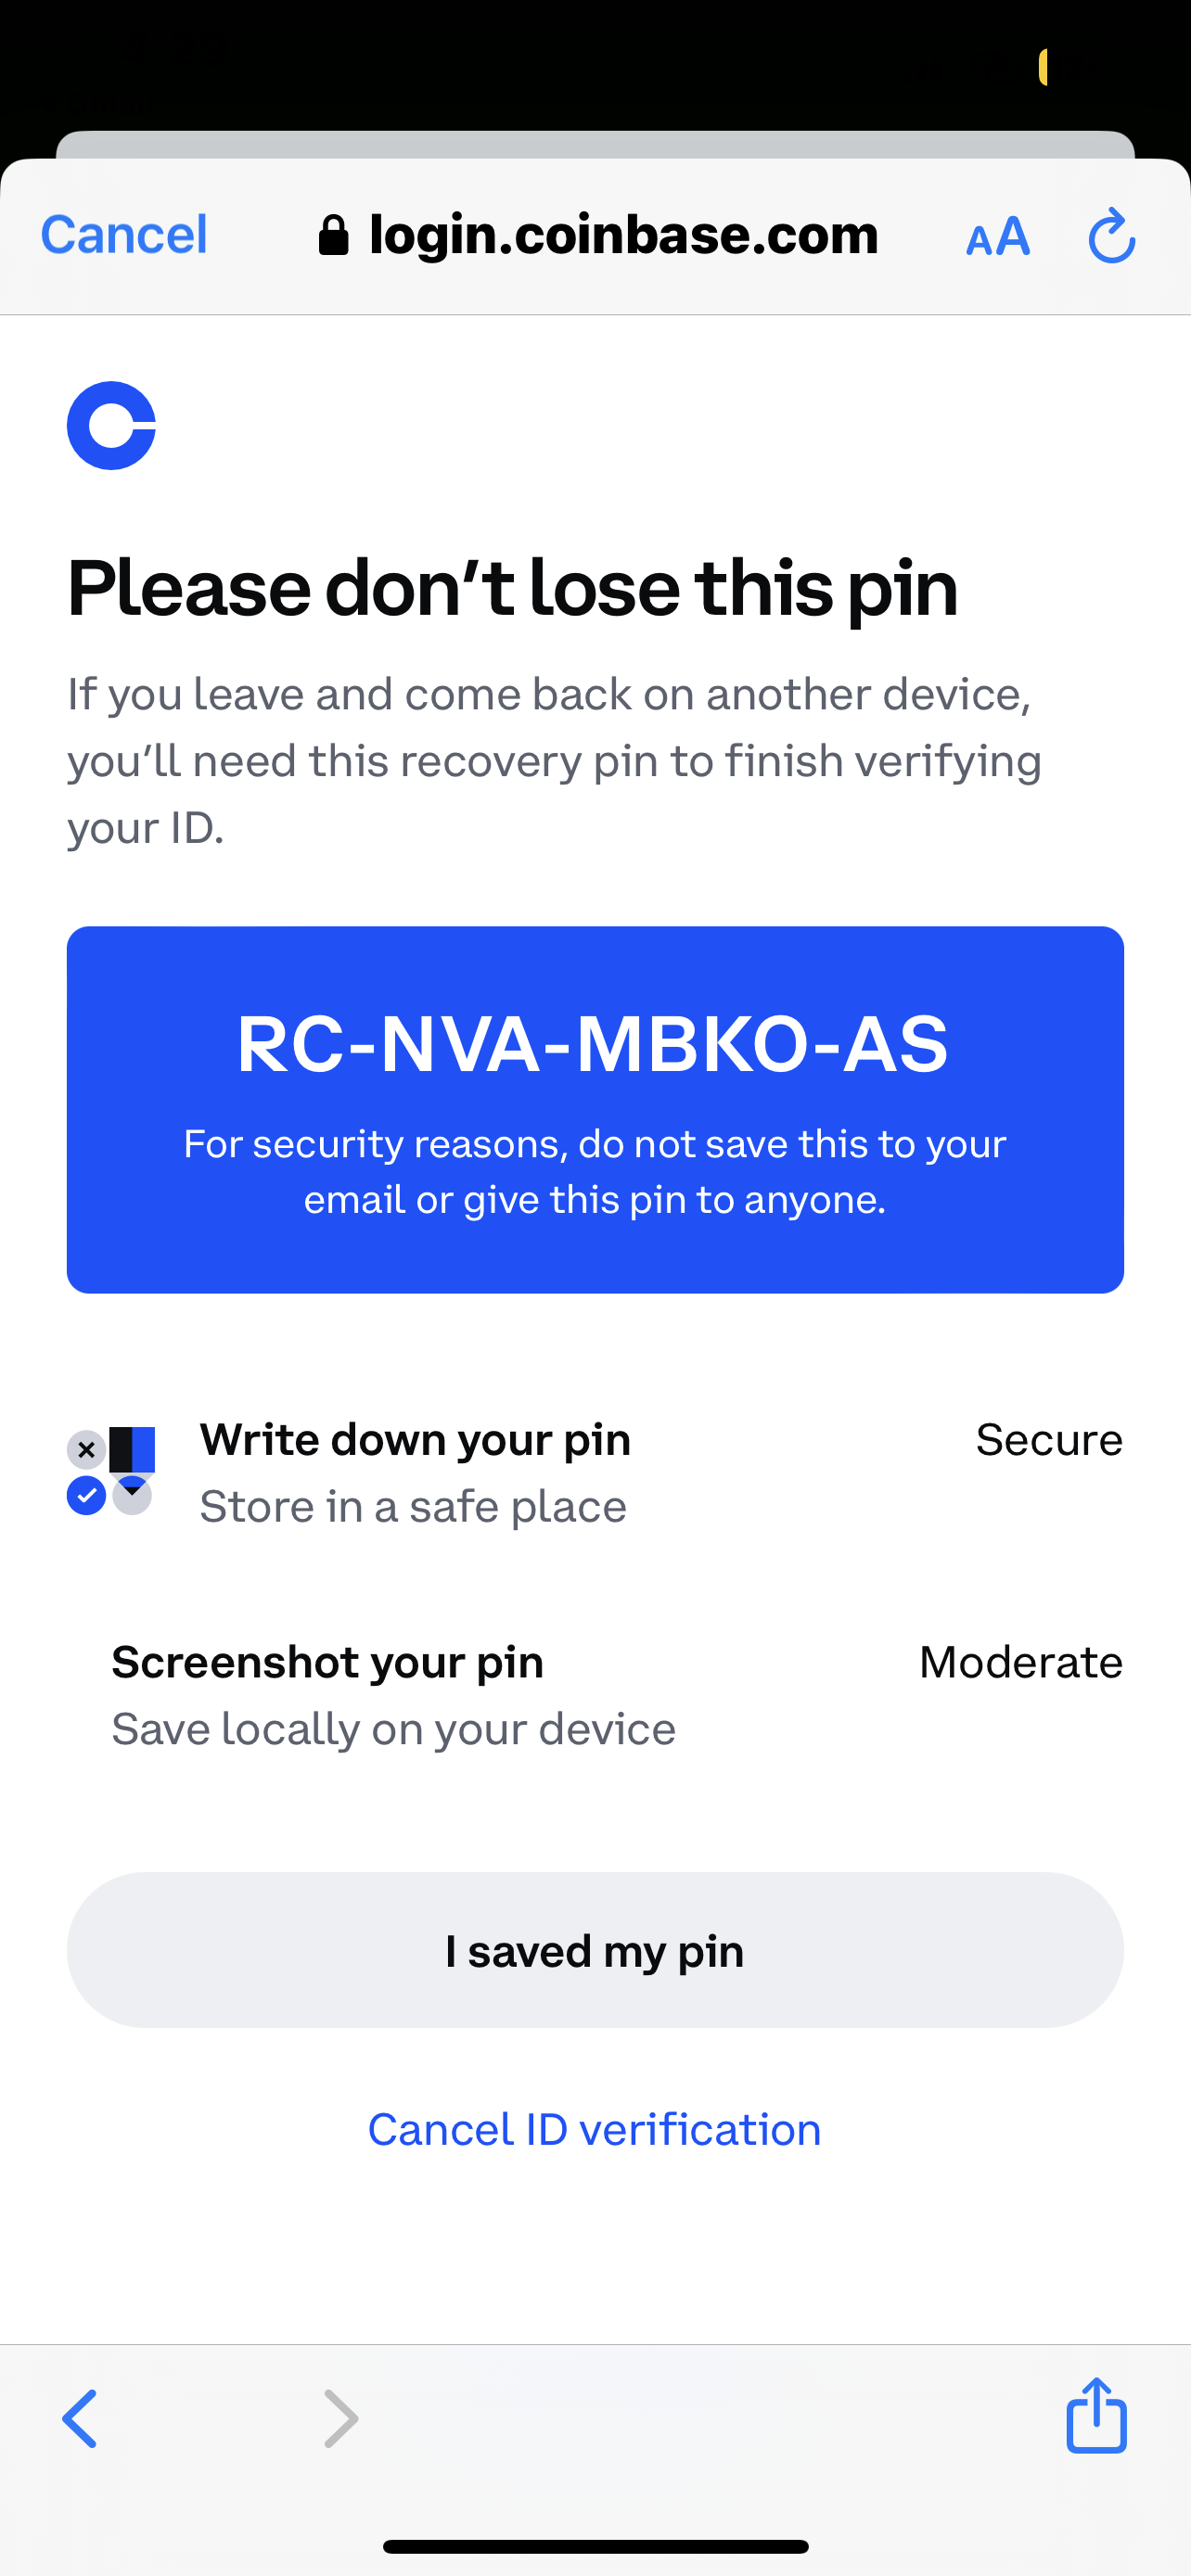 Cancel
login.coinbase.com
AA
Please don’t lose this pin
If you leave and come back on another device,
you’ll need this recovery pin to finish verifying
your ID.
RC-NVA-MBKO-AS
For security reasons, do not save this to your
email or give this pin to anyone.
Write down your pin
Secure
Store in a safe place
Screenshot your pin
Moderate
Save locally on your device
I saved my pin
Cancel ID verification